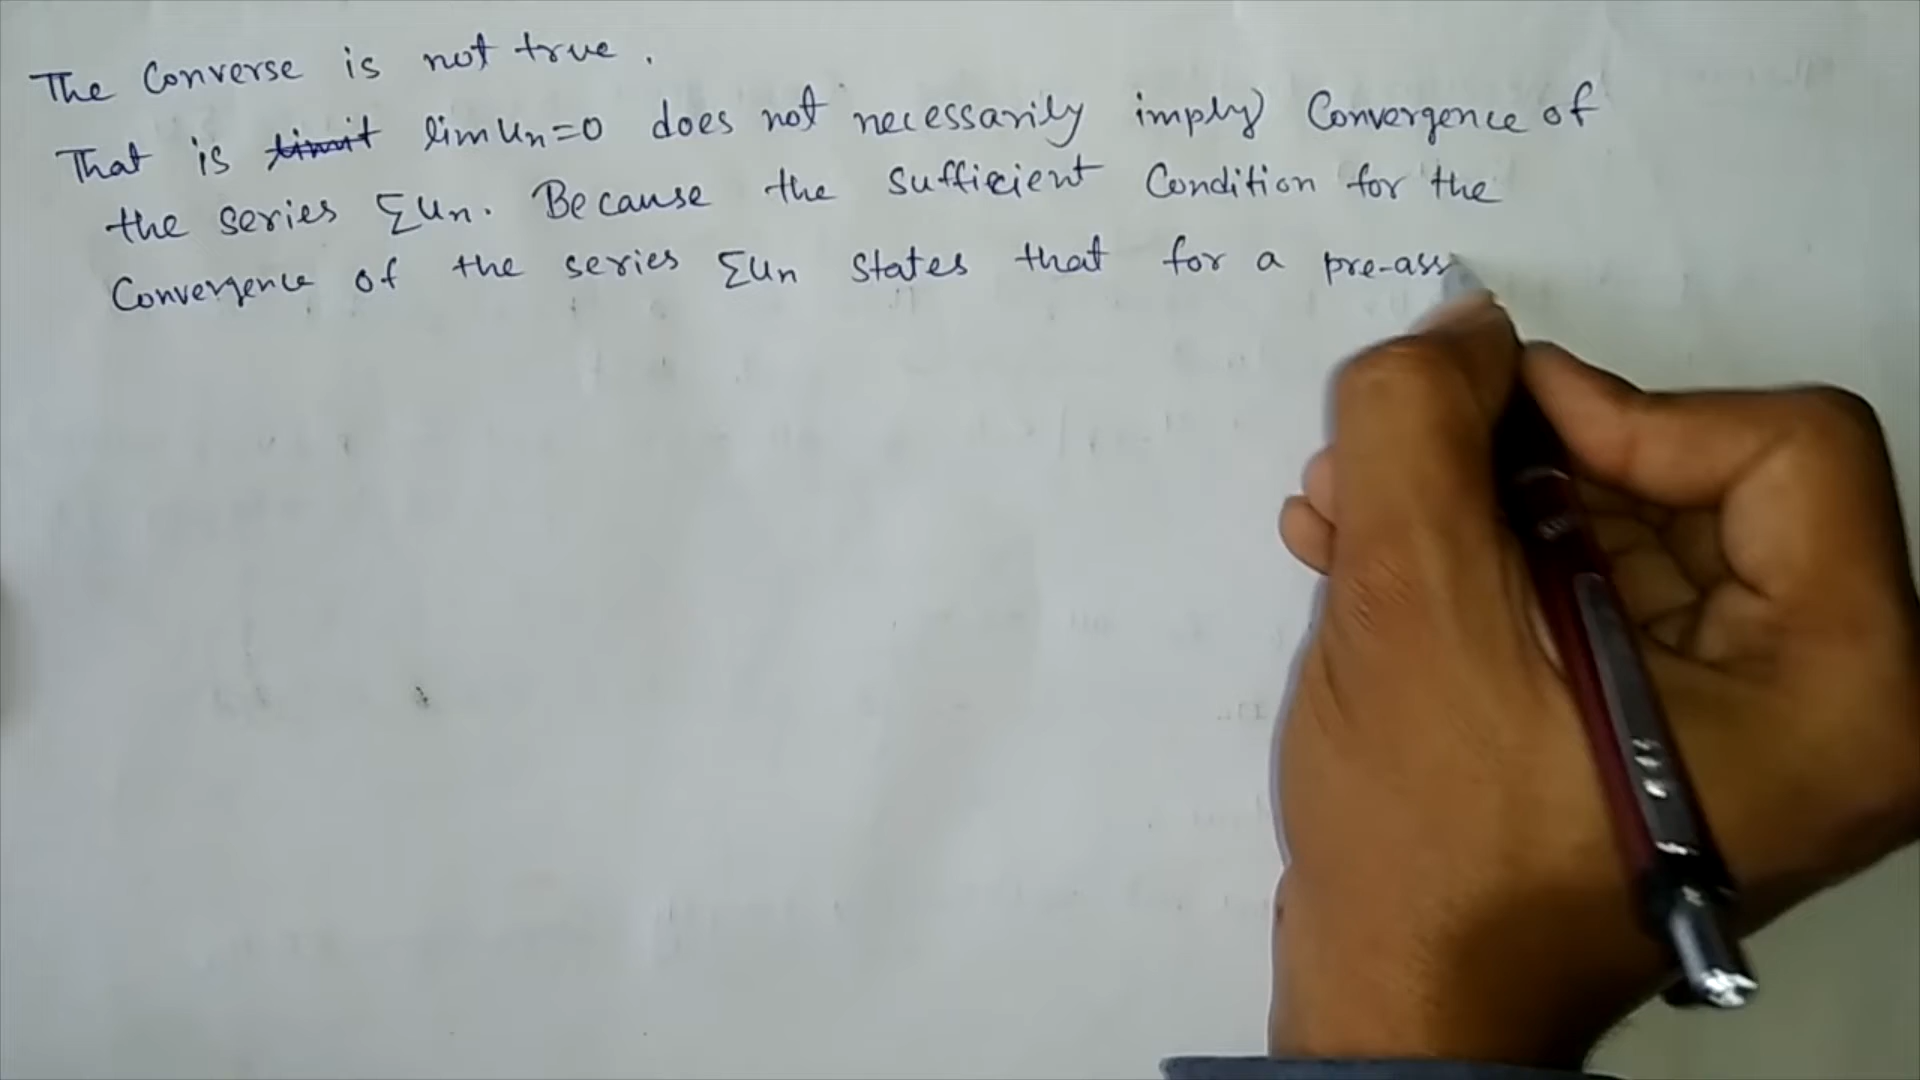 The Converse is not true.
That is limit lim un=0 does not necessarily imply Convergence of
the series Σun. Because the sufficient Condition for the
Convergence of the series Σun states that for a pre-ass